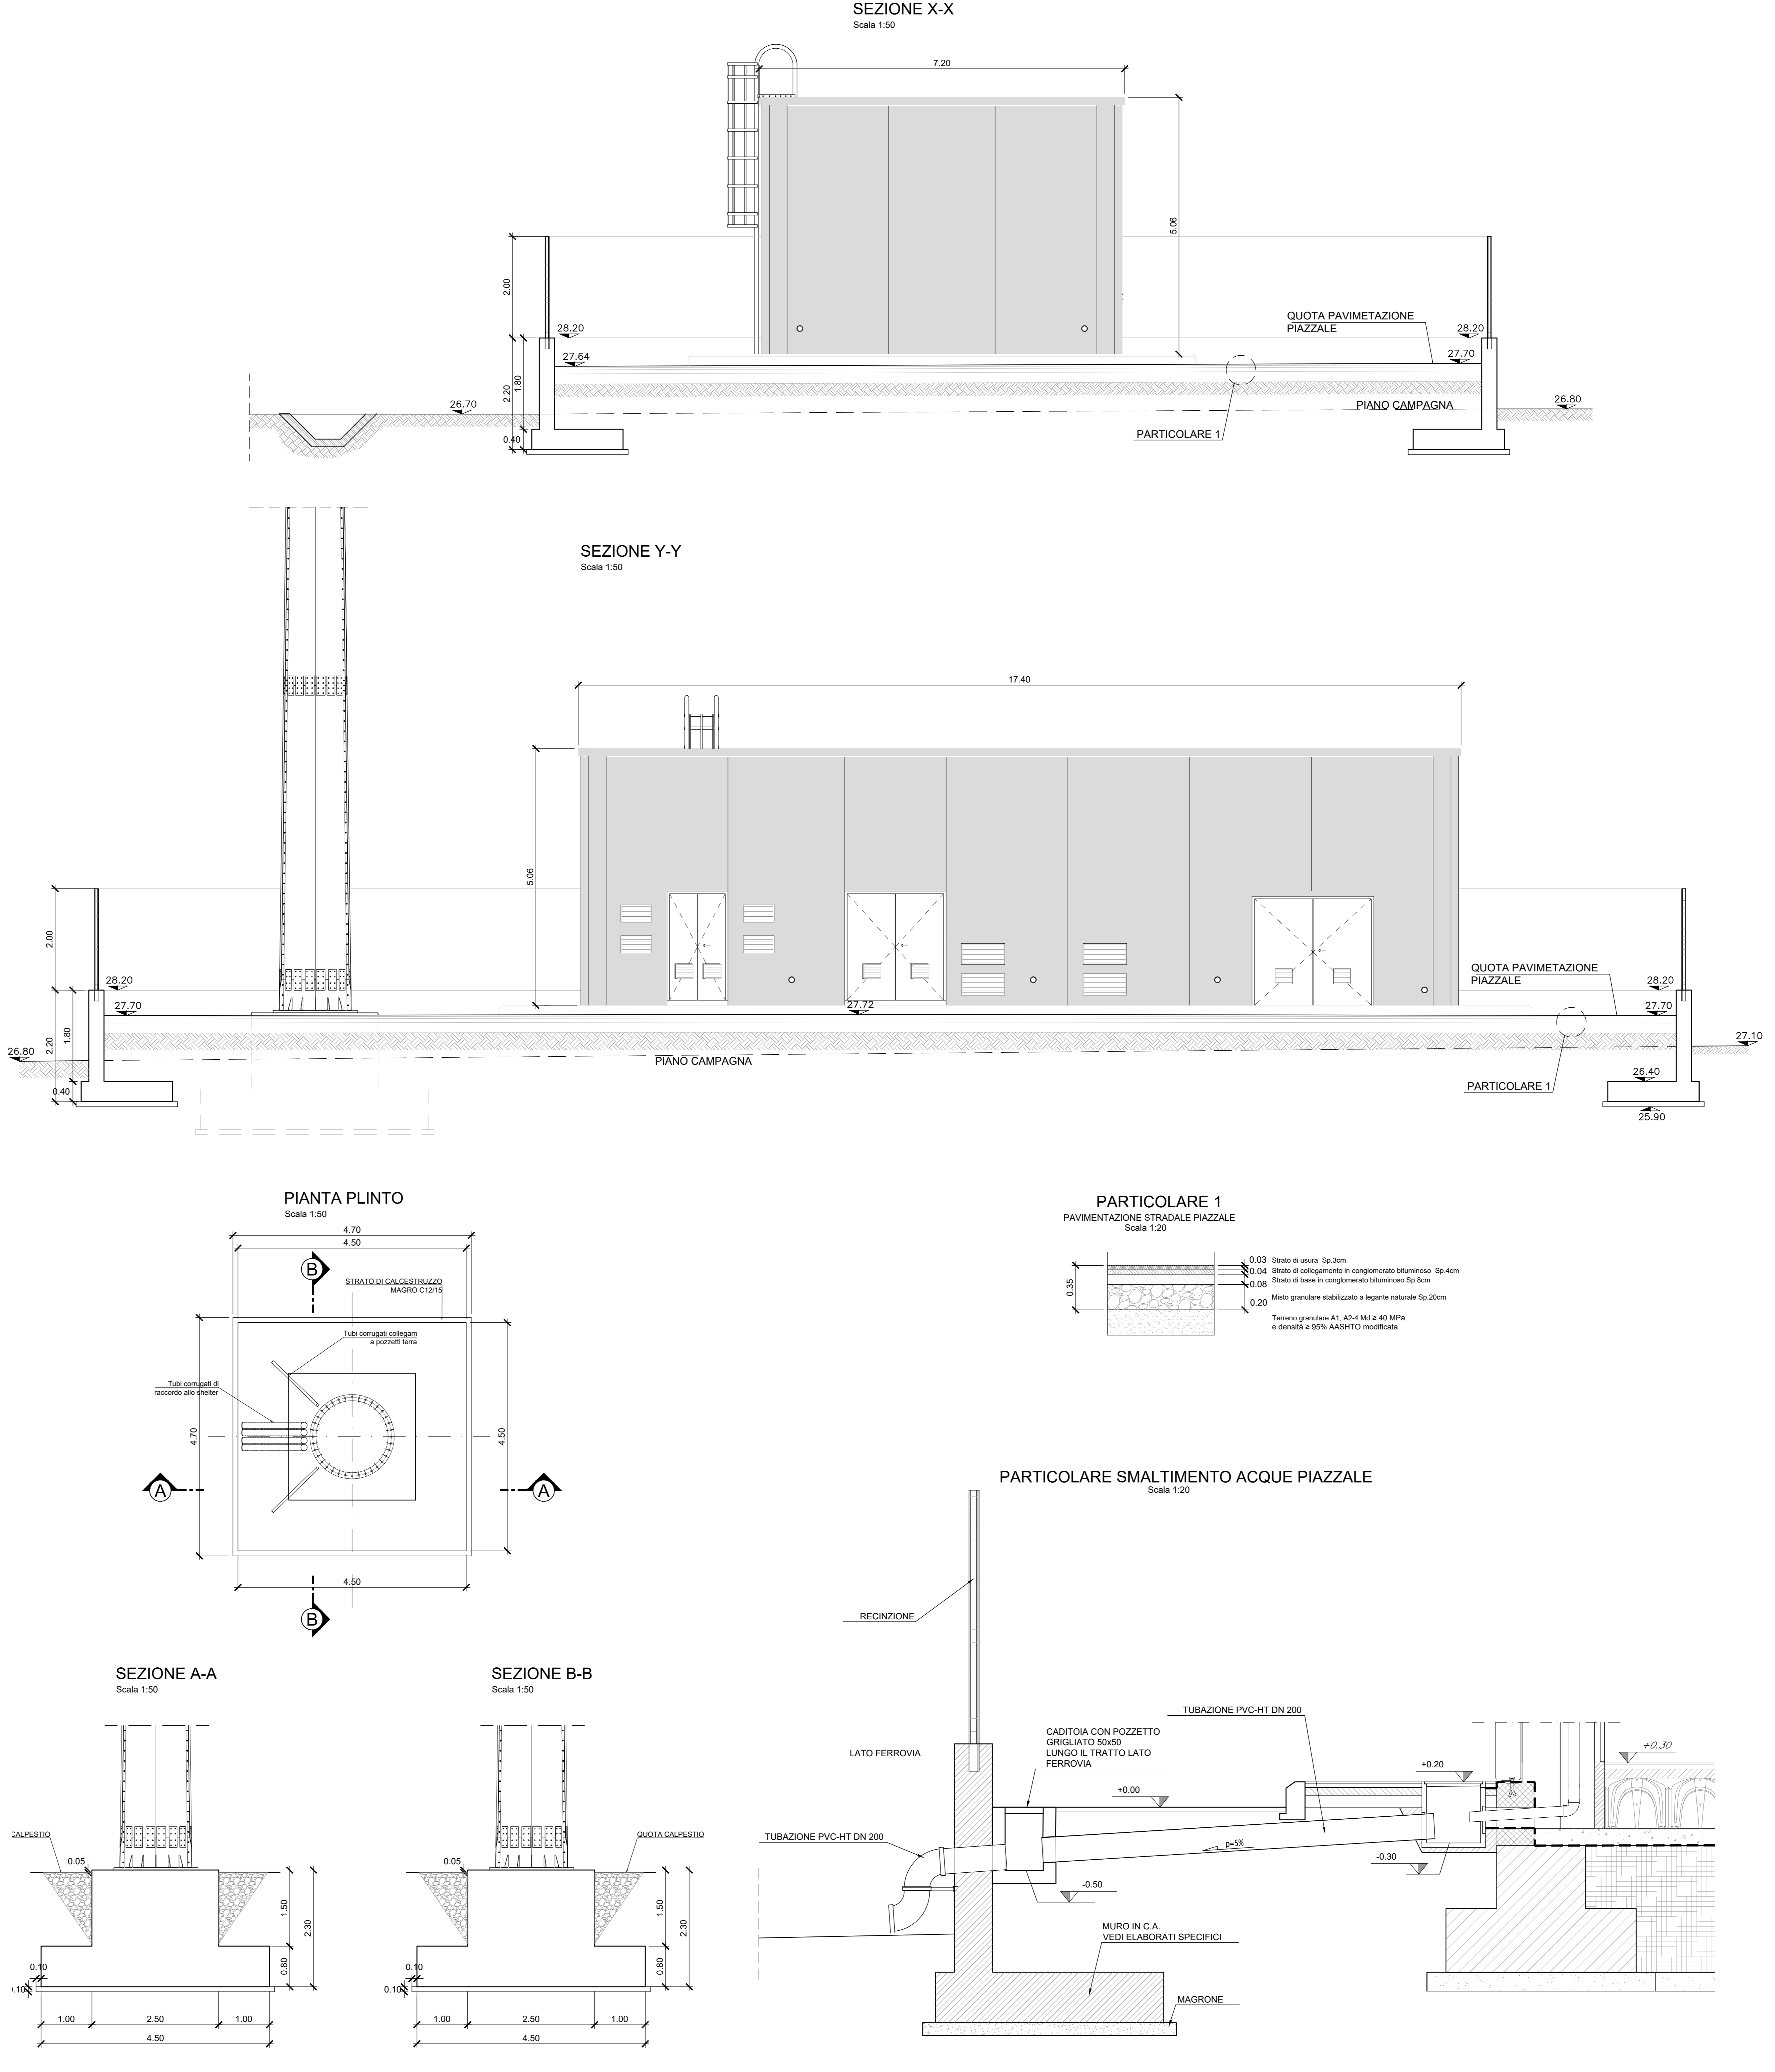 SEZIONE X-X
Scala 1:50
7.20
5.06
2.00
28.20
27.64
2.20
1.80
0.40
26.70
QUOTA PAVIMETAZIONE
PIAZZALE
28.20
27.70
PIANO CAMPAGNA
26.80
PARTICOLARE 1
SEZIONE Y-Y
Scala 1:50
17.40
5.06
2.00
28.20
27.70
2.20
1.80
0.40
26.80
27.72
PIANO CAMPAGNA
QUOTA PAVIMETAZIONE
PIAZZALE
28.20
27.70
27.10
26.40
25.90
PARTICOLARE 1
PIANTA PLINTO
Scala 1:50
4.70
4.50
B
STRATO DI CALCESTRUZZO
MAGRO C12/15
Tubi corrugati collegam
a pozzetti terra
Tubi corrugati di
raccordo allo shelter
4.70
4.50
A
A
4.50
B
PARTICOLARE 1
PAVIMENTAZIONE STRADALE PIAZZALE
Scala 1:20
0.35
0.03 Strato di usura Sp.3cm
0.04 Strato di collegamento in conglomerato bituminoso Sp.4cm
0.08 Strato di base in conglomerato bituminoso Sp.8cm
0.20 Misto granulare stabilizzato a legante naturale Sp.20cm
Terreno granulare A1, A2-4 Md ≥ 40 MPa
e densità ≥ 95% AASHTO modificata
PARTICOLARE SMALTIMENTO ACQUE PIAZZALE
Scala 1:20
RECINZIONE
LATO FERROVIA
CADITOIA CON POZZETTO
GRIGLIATO 50x50
LUNGO IL TRATTO LATO
FERROVIA
TUBAZIONE PVC-HT DN 200
+0.30
+0.20
+0.00
TUBAZIONE PVC-HT DN 200
p=5%
-0.30
-0.50
MURO IN C.A.
VEDI ELABORATI SPECIFICI
MAGRONE
SEZIONE A-A
Scala 1:50
CALPESTIO
0.05
1.50
2.30
0.80
0.10
0.10
1.00
2.50
1.00
4.50
SEZIONE B-B
Scala 1:50
QUOTA CALPESTIO
0.05
1.50
2.30
0.80
0.10
0.10
1.00
2.50
1.00
4.50